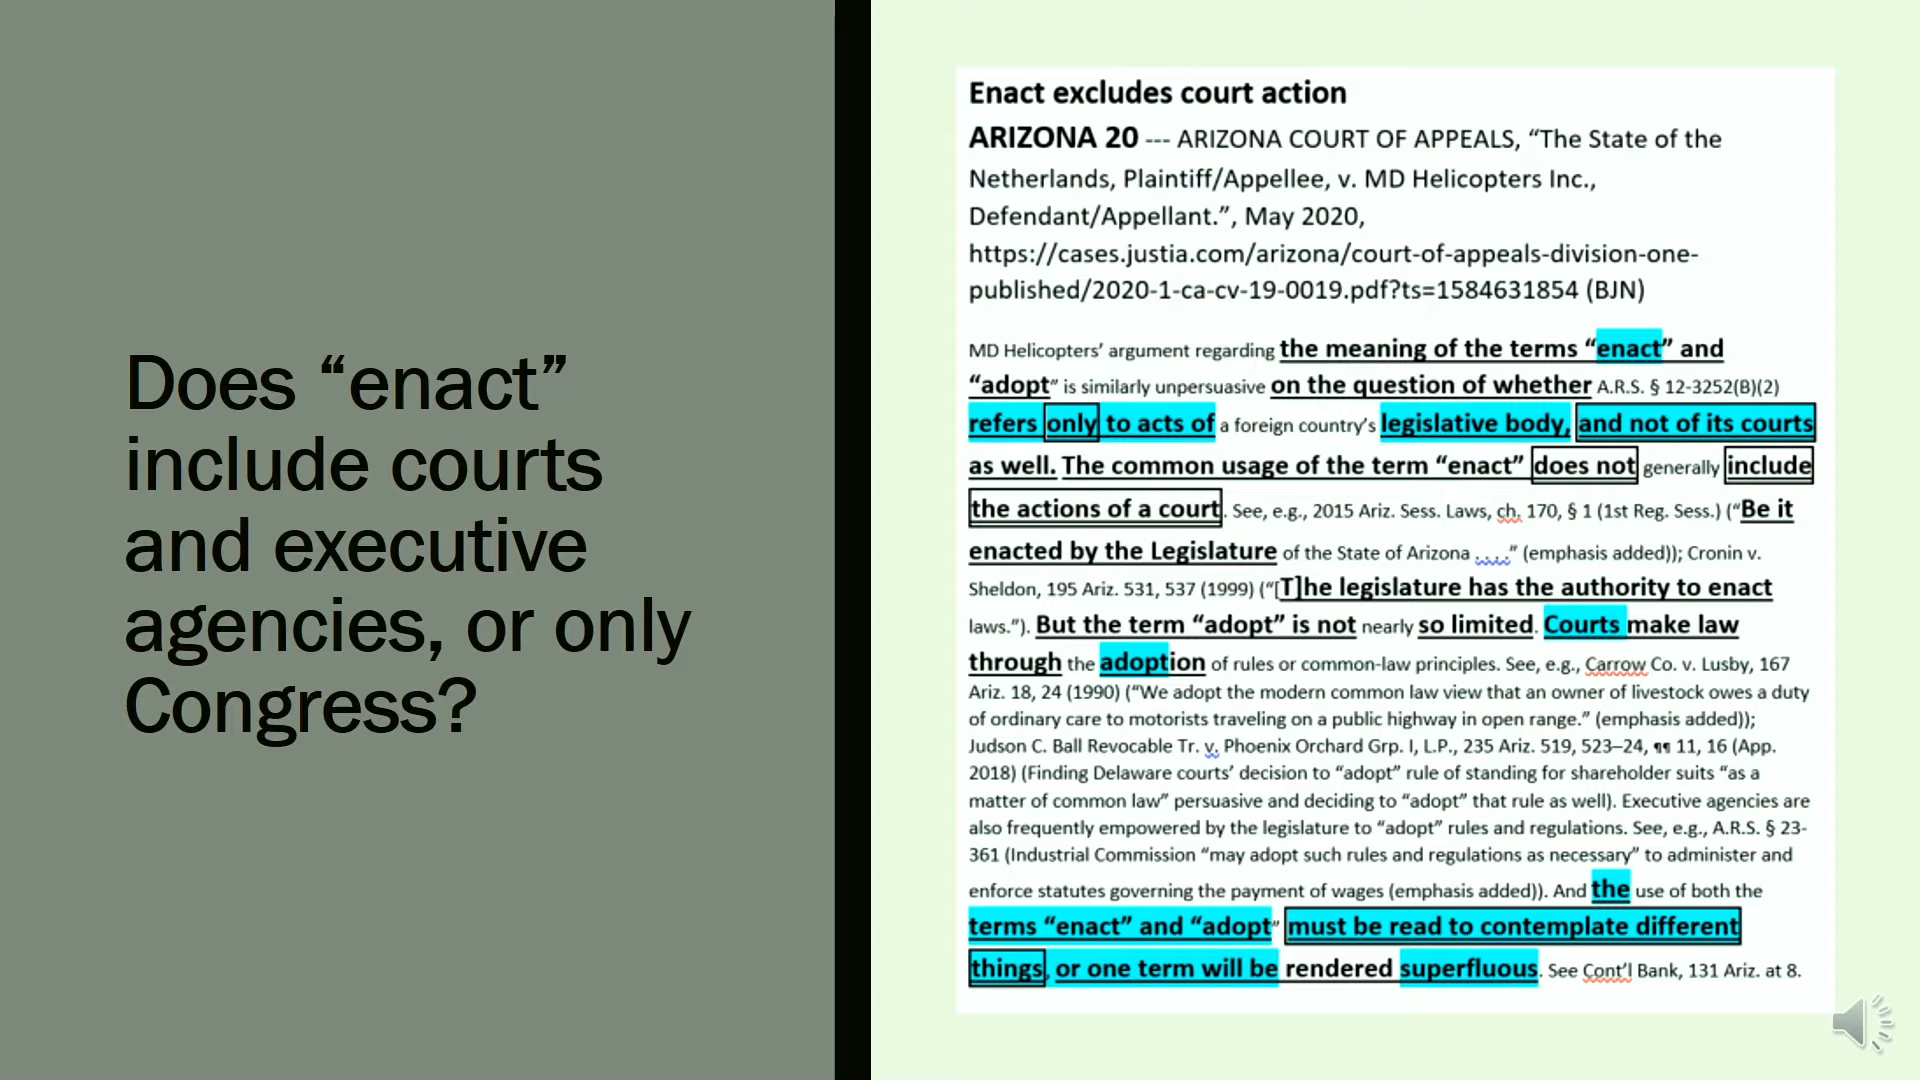 Does “enact”
include courts
and executive
agencies, or only
Congress?
Enact excludes court action
ARIZONA 20 --- ARIZONA COURT OF APPEALS, “The State of the
Netherlands, Plaintiff/Appellee, v. MD Helicopters Inc.,
Defendant/Appellant.”, May 2020,
https://cases.justia.com/arizona/court-of-appeals-division-one-
published/2020-1-ca-cv-19-0019.pdf?ts=1584631854 (BJN)
MD Helicopters’ argument regarding the meaning of the terms “enact” and
“adopt” is similarly unpersuasive on the question of whether A.R.S. § 12-3252(B)(2)
refers only to acts of a foreign country’s legislative body, and not of its courts
as well. The common usage of the term “enact” does not generally include
the actions of a court. See, e.g., 2015 Ariz. Sess. Laws, ch. 170, § 1 (1st Reg. Sess.) (“Be it
enacted by the Legislature of the State of Arizona . . . .” (emphasis added)); Cronin v.
Sheldon, 195 Ariz. 531, 537 (1999) (“[T]he legislature has the authority to enact
laws.”). But the term “adopt” is not nearly so limited. Courts make law
through the adoption of rules or common-law principles. See, e.g., Carrow Co. v. Lusby, 167
Ariz. 18, 24 (1990) (“We adopt the modern common law view that an owner of livestock owes a duty
of ordinary care to motorists traveling on a public highway in open range.” (emphasis added));
Judson C. Ball Revocable Tr. v. Phoenix Orchard Grp. I, L.P., 235 Ariz. 519, 523–24, ¶¶ 11, 16 (App.
2018) (Finding Delaware courts’ decision to “adopt” rule of standing for shareholder suits “as a
matter of common law” persuasive and deciding to “adopt” that rule as well). Executive agencies are
also frequently empowered by the legislature to “adopt” rules and regulations. See, e.g., A.R.S. § 23-
361 (Industrial Commission “may adopt such rules and regulations as necessary” to administer and
enforce statutes governing the payment of wages (emphasis added)). And the use of both the
terms “enact” and “adopt” must be read to contemplate different
things, or one term will be rendered superfluous. See Cont’l Bank, 131 Ariz. at 8.